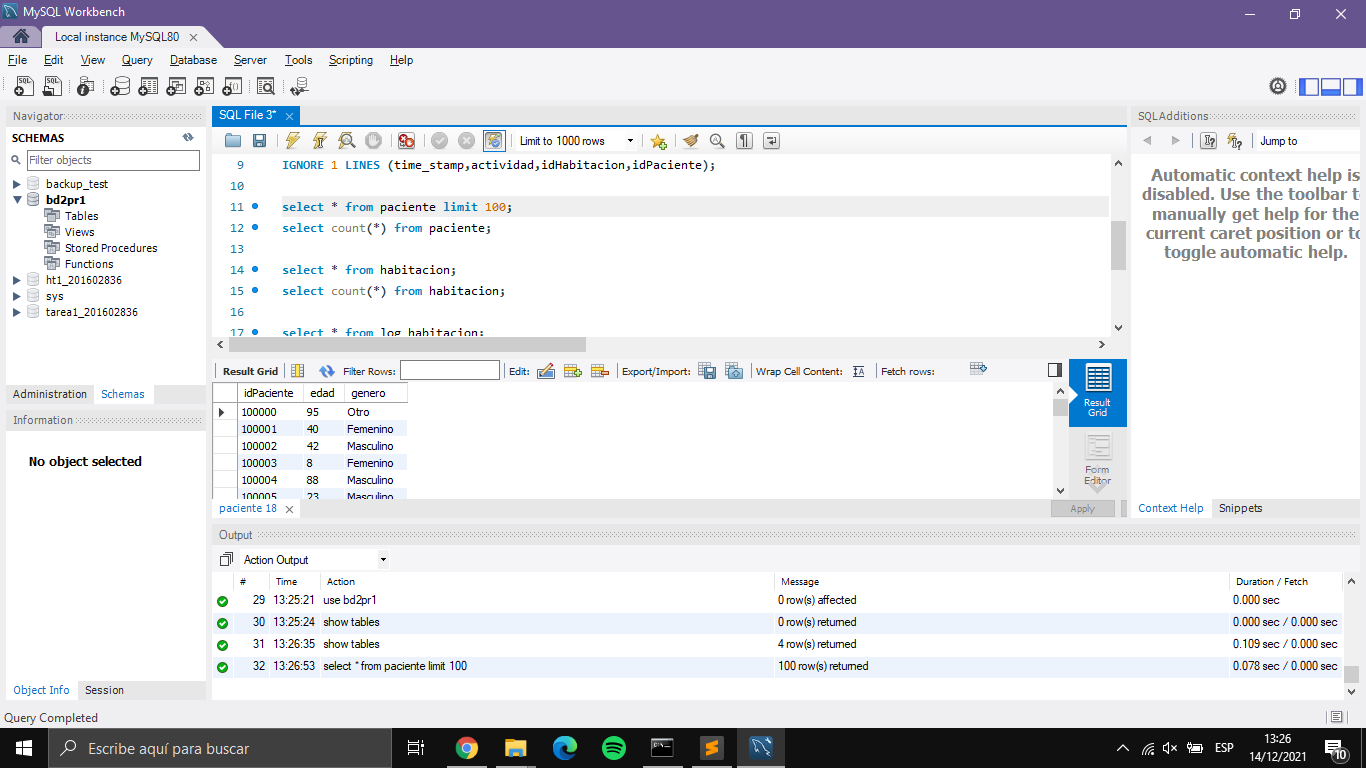 MySQL Workbench
Local instance MySQL80
File Edit View Query Database Server Tools Scripting Help
Navigator
SCHEMAS
Filter objects
backup_test
bd2pr1
Tables
Views
Stored Procedures
Functions
ht1_201602836
sys
tarea1_201602836
Administration Schemas
Information
No object selected
Object Info Session
SQL File 3*
Limit to 1000 rows
9 IGNORE 1 LINES (time_stamp,actividad,idHabitacion,idPaciente);
10
11 select * from paciente limit 100;
12 select count(*) from paciente;
13
14 select * from habitacion;
15 select count(*) from habitacion;
16
17 select * from log_habitacion;
Result Grid Filter Rows: Edit: Export/Import: Wrap Cell Content: Fetch rows:
idPaciente edad genero
100000 95 Otro
100001 40 Femenino
100002 42 Masculino
100003 8 Femenino
100004 88 Masculino
100005 23 Masculino
Result Grid
Form Editor
paciente 18
Apply
SQLAdditions
Jump to
Automatic context help is
disabled. Use the toolbar to
manually get help for the
current caret position or to
toggle automatic help.
Context Help Snippets
Output
Action Output
# Time Action Message Duration / Fetch
29 13:25:21 use bd2pr1 0 row(s) affected 0.000 sec
30 13:25:24 show tables 0 row(s) returned 0.000 sec / 0.000 sec
31 13:26:35 show tables 4 row(s) returned 0.109 sec / 0.000 sec
32 13:26:53 select * from paciente limit 100 100 row(s) returned 0.078 sec / 0.000 sec
Query Completed
Escribe aquí para buscar
ESP
13:26
14/12/2021
10